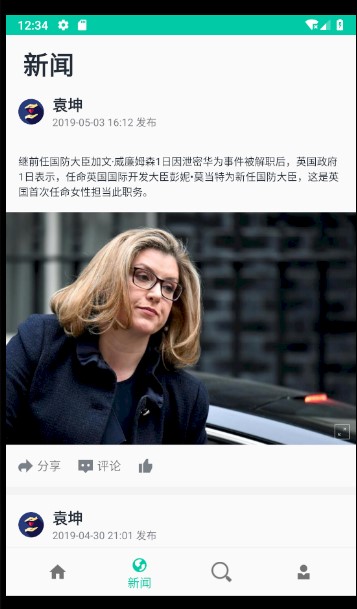 12:34
新闻
袁坤
2019-05-03 16:12 发布
继前任国防大臣加文·威廉姆森1日因泄密华为事件被解职后，英国政府
1日表示，任命英国国际开发大臣彭妮•莫当特为新任国防大臣，这是英
国首次任命女性担当此职务。
分享 评论
袁坤
2019-04-30 21:01 发布
新闻